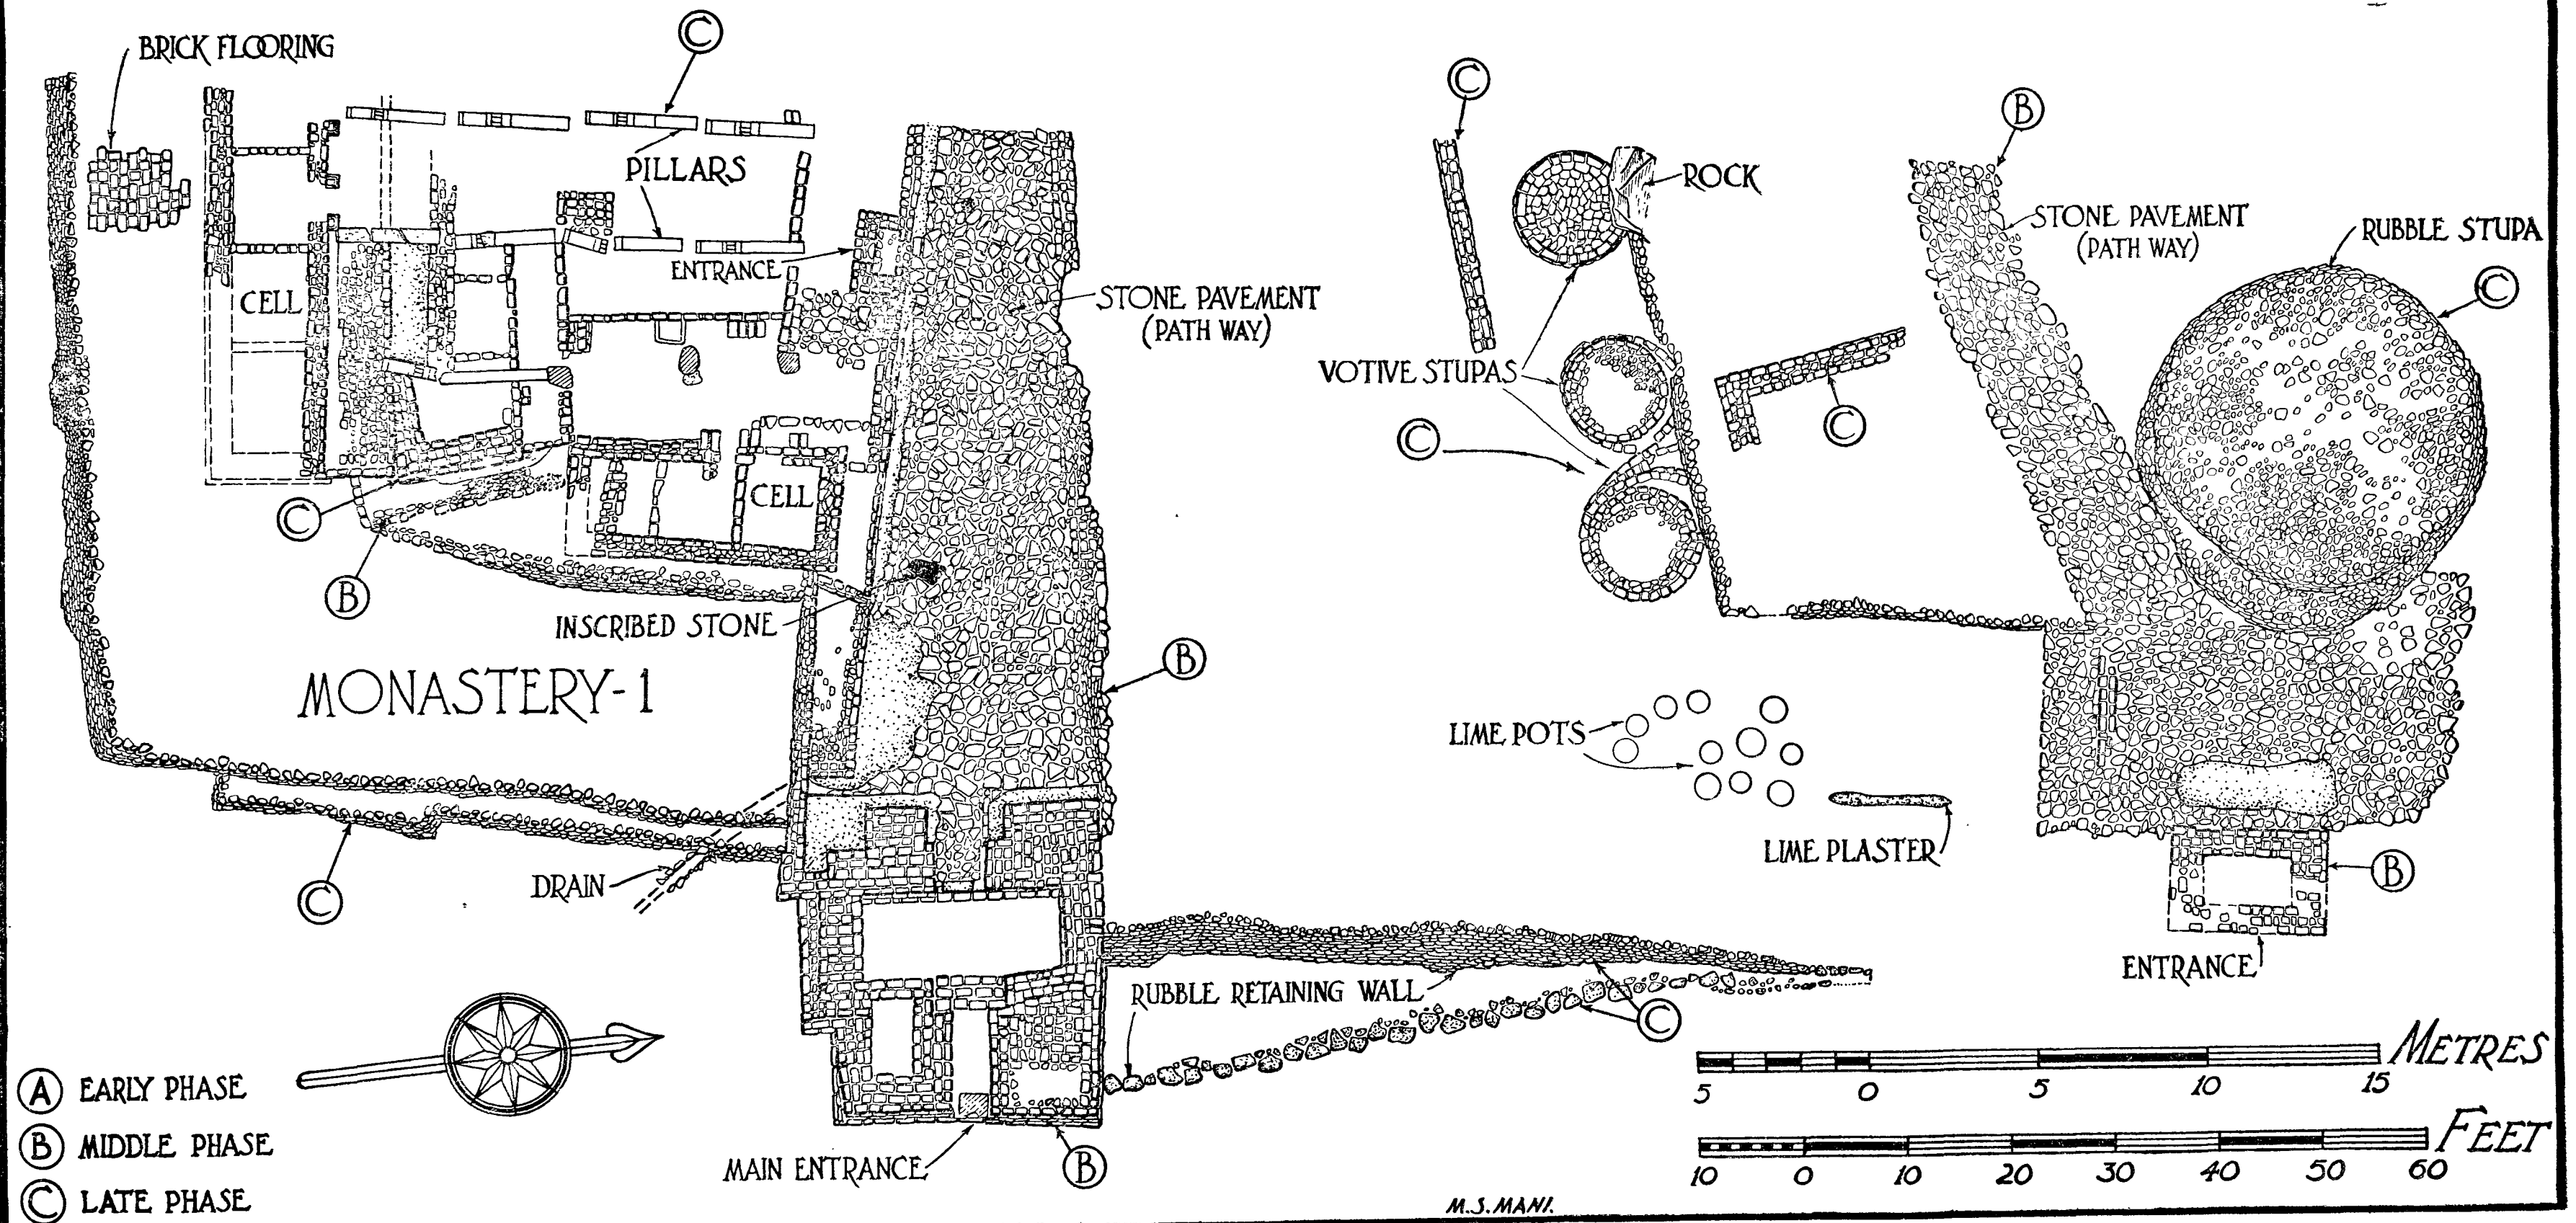 BRICK FLOORING
C
PILLARS
ENTRANCE
CELL
STONE PAVEMENT
(PATH WAY)
CELL
C
B
INSCRIBED STONE
MONASTERY-1
B
DRAIN
C
MAIN ENTRANCE
B
RUBBLE RETAINING WALL
C
C
ROCK
VOTIVE STUPAS
C
C
B
STONE PAVEMENT
(PATH WAY)
RUBBLE STUPA
C
LIME POTS
LIME PLASTER
B
ENTRANCE
A EARLY PHASE
B MIDDLE PHASE
C LATE PHASE
METRES
5 0 5 10 15
FEET
10 0 10 20 30 40 50 60
M.S.MANI.